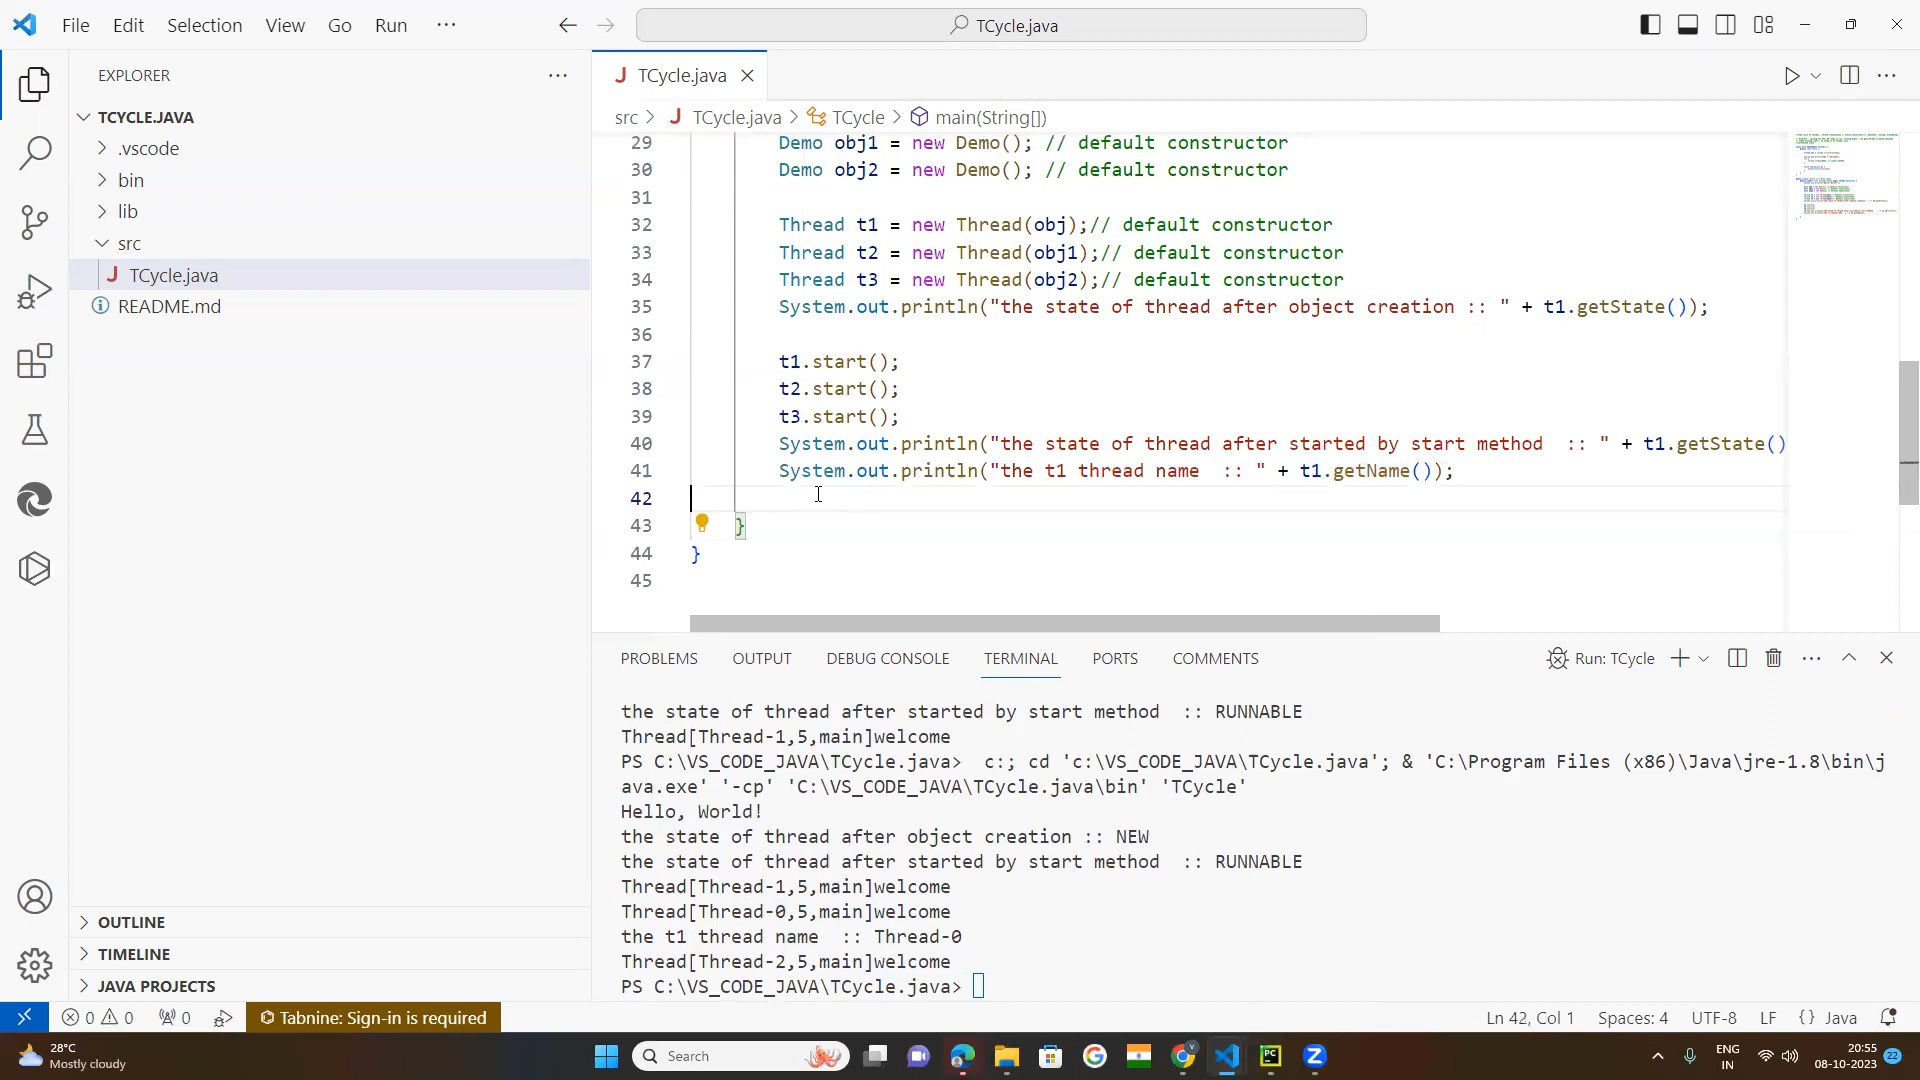 File Edit Selection View Go Run ...
TCycle.java
EXPLORER
TCYCLE.JAVA
.vscode
bin
lib
src
J TCycle.java
README.md
OUTLINE
TIMELINE
JAVA PROJECTS
J TCycle.java
src > J TCycle.java > TCycle > main(String[])
29 Demo obj1 = new Demo(); // default constructor
30 Demo obj2 = new Demo(); // default constructor
31
32 Thread t1 = new Thread(obj);// default constructor
33 Thread t2 = new Thread(obj1);// default constructor
34 Thread t3 = new Thread(obj2);// default constructor
35 System.out.println("the state of thread after object creation :: " + t1.getState());
36
37 t1.start();
38 t2.start();
39 t3.start();
40 System.out.println("the state of thread after started by start method  :: " + t1.getState()
41 System.out.println("the t1 thread name  :: " + t1.getName());
42
43 }
44 }
45
PROBLEMS OUTPUT DEBUG CONSOLE TERMINAL PORTS COMMENTS
Run: TCycle
the state of thread after started by start method  :: RUNNABLE
Thread[Thread-1,5,main]welcome
PS C:\VS_CODE_JAVA\TCycle.java>  c:; cd 'c:\VS_CODE_JAVA\TCycle.java'; & 'C:\Program Files (x86)\Java\jre-1.8\bin\j
ava.exe' '-cp' 'C:\VS_CODE_JAVA\TCycle.java\bin' 'TCycle'
Hello, World!
the state of thread after object creation :: NEW
the state of thread after started by start method  :: RUNNABLE
Thread[Thread-1,5,main]welcome
Thread[Thread-0,5,main]welcome
the t1 thread name  :: Thread-0
Thread[Thread-2,5,main]welcome
PS C:\VS_CODE_JAVA\TCycle.java>
0 0 0 Tabnine: Sign-in is required Ln 42, Col 1 Spaces: 4 UTF-8 LF {} Java
28°C
Mostly cloudy
Search
ENG
IN
20:55
08-10-2023
22